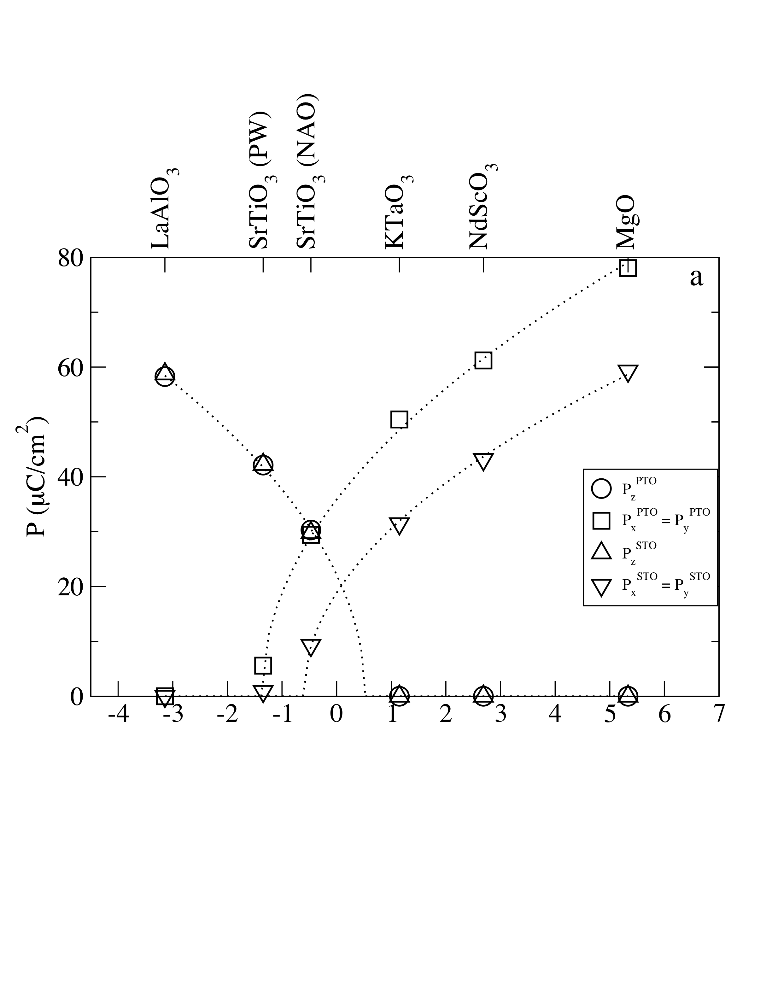 LaAlO3
SrTiO3 (PW)
SrTiO3 (NAO)
KTaO3
NdScO3
MgO
a
80
60
40
20
0
P (μC/cm2)
Pz PTO
Px PTO = Py PTO
Pz STO
Px STO = Py STO
-4 -3 -2 -1 0 1 2 3 4 5 6 7